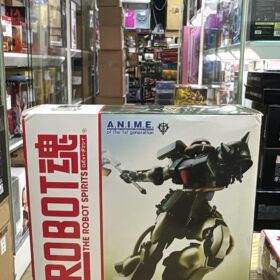 ROBOT魂
THE ROBOT SPIRITS
A.N.I.M.E.
of the 1st generation